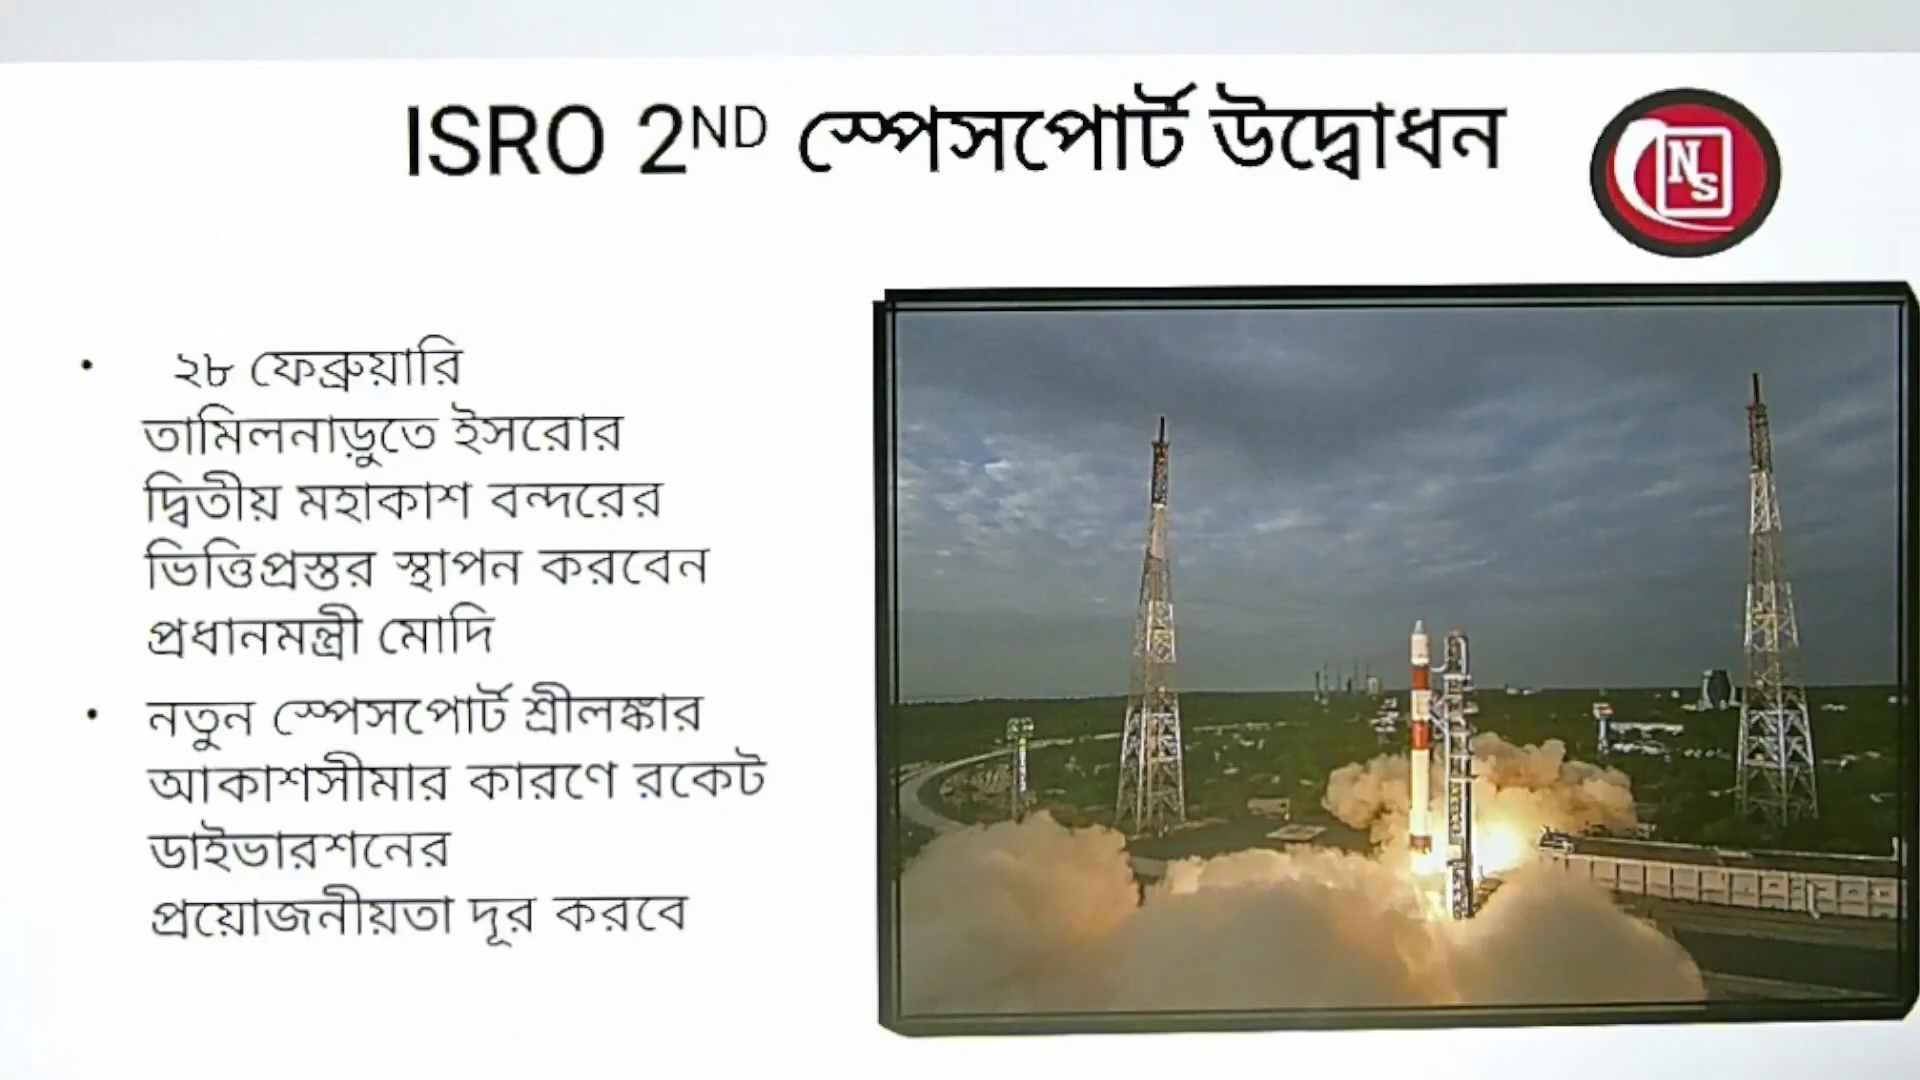 ISRO 2ND স্পেসপোর্ট উদ্বোধন
NS
• ২৮ ফেব্রুয়ারি
তামিলনাড়ুতে ইসরোর
দ্বিতীয় মহাকাশ বন্দরের
ভিত্তিপ্রস্তর স্থাপন করবেন
প্রধানমন্ত্রী মোদি
• নতুন স্পেসপোর্ট শ্রীলঙ্কার
আকাশসীমার কারণে রকেট
ডাইভারশনের
প্রয়োজনীয়তা দূর করবে